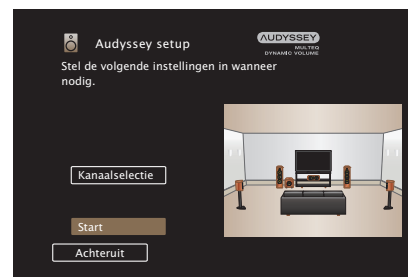 Audyssey setup
AUDYSSEY
MULTEQ
DYNAMIC VOLUME
Stel de volgende instellingen in wanneer
nodig.
Kanaalselectie
Start
Achteruit